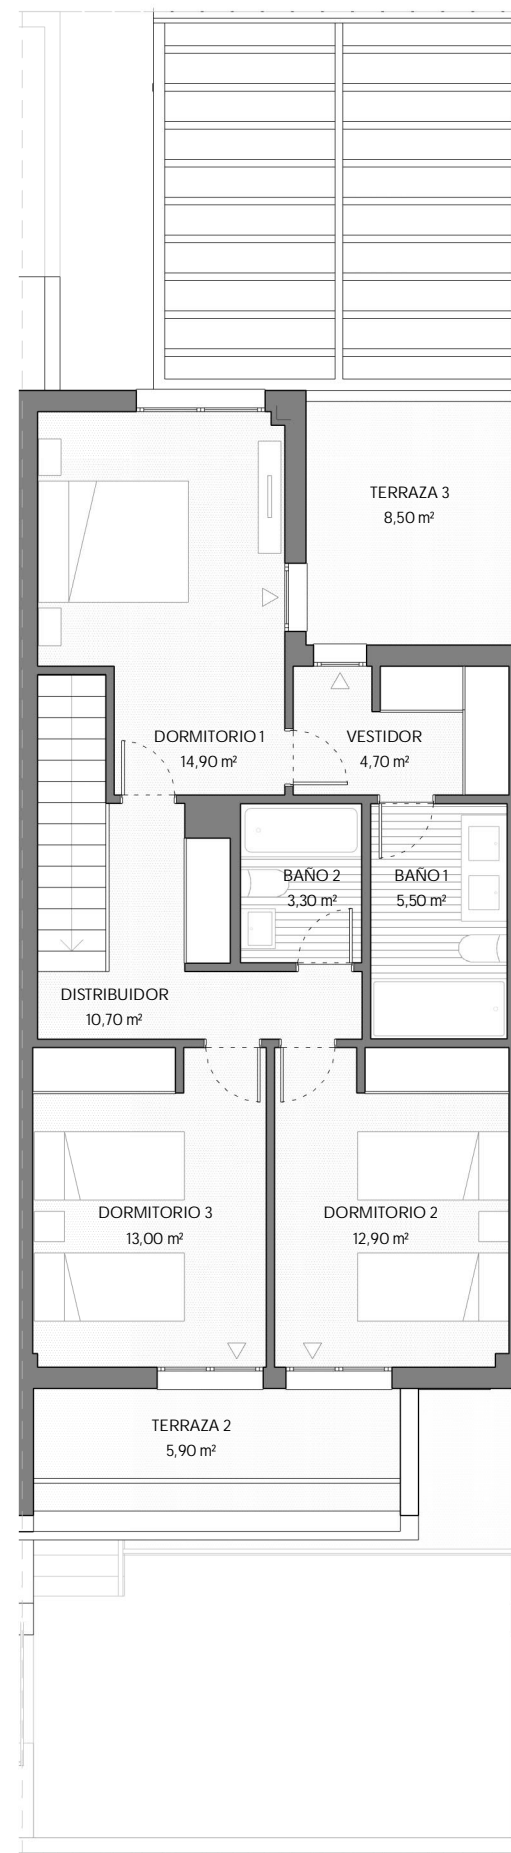 TERRAZA 3
8,50 m²
DORMITORIO 1
14,90 m²
VESTIDOR
4,70 m²
BAÑO 2
3,30 m²
BAÑO 1
5,50 m²
DISTRIBUIDOR
10,70 m²
DORMITORIO 3
13,00 m²
DORMITORIO 2
12,90 m²
TERRAZA 2
5,90 m²